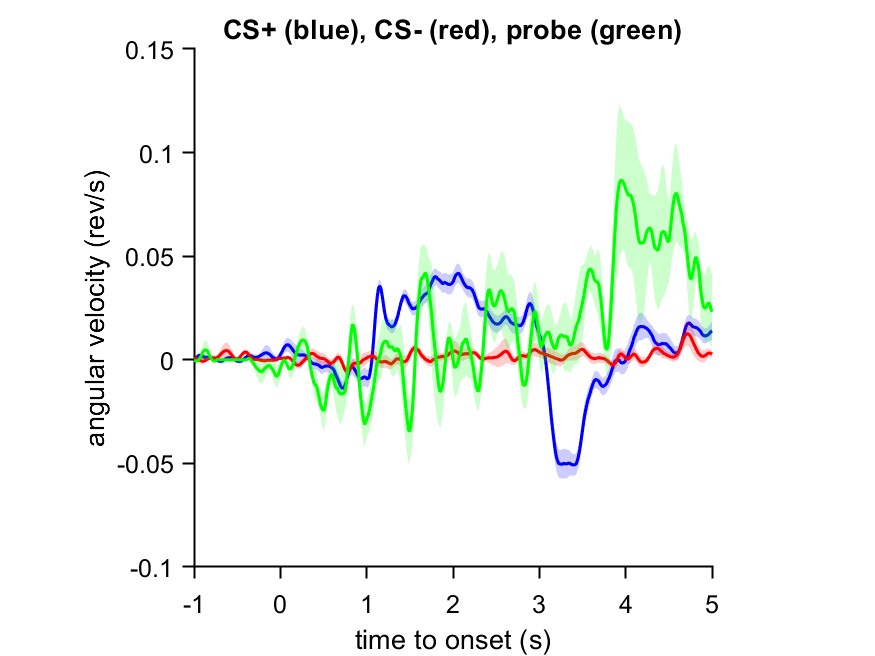 CS+ (blue), CS- (red), probe (green)
0.15
0.1
0.05
0
-0.05
-0.1
angular velocity (rev/s)
-1 0 1 2 3 4 5
time to onset (s)